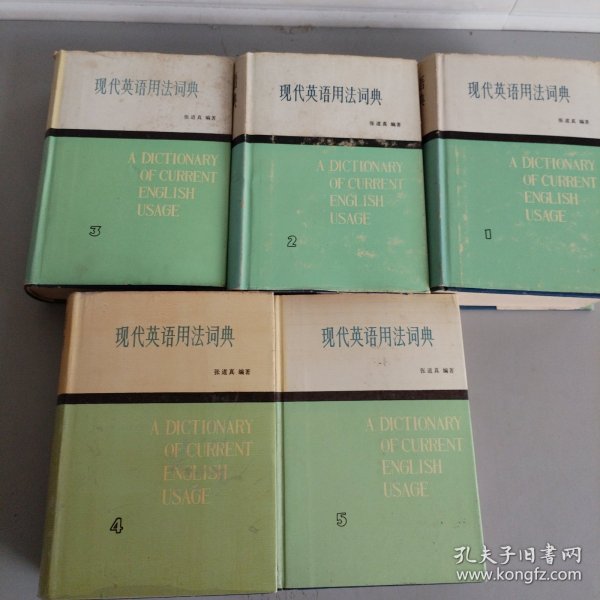 现代英语用法词典
张道真 编著
A DICTIONARY
OF CURRENT
ENGLISH
USAGE
3
现代英语用法词典
张道真 编著
A DICTIONARY
OF CURRENT
ENGLISH
USAGE
2
现代英语用法词典
张道真 编著
A DICTIONARY
OF CURRENT
ENGLISH
USAGE
1
现代英语用法词典
张道真 编著
A DICTIONARY
OF CURRENT
ENGLISH
USAGE
4
现代英语用法词典
张道真 编著
A DICTIONARY
OF CURRENT
ENGLISH
USAGE
5
孔夫子旧书网
www.kongfz.com